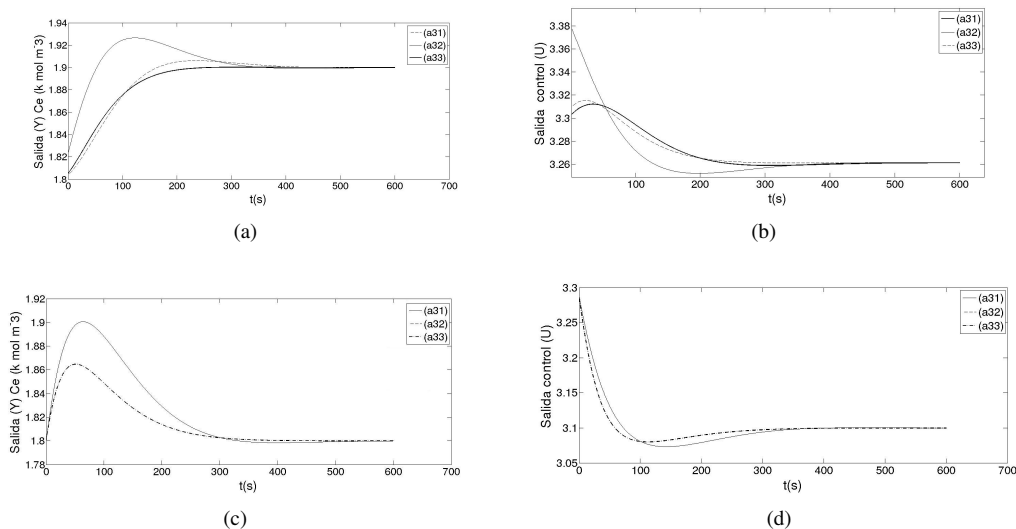 1.94
1.92
1.9
1.88
1.86
1.84
1.82
1.8
Salida (Y) Ce (k mol m^3)
0 100 200 300 400 500 600 700
t(s)
(a31)
(a32)
(a33)
(a)
3.38
3.36
3.34
3.32
3.3
3.28
3.26
Salida control (U)
100 200 300 400 500 600
t(s)
(a31)
(a32)
(a33)
(b)
1.92
1.9
1.88
1.86
1.84
1.82
1.8
1.78
Salida (Y) Ce (k mol m^3)
0 100 200 300 400 500 600 700
t(s)
(a31)
(a32)
(a33)
(c)
3.3
3.25
3.2
3.15
3.1
3.05
Salida control (U)
0 100 200 300 400 500 600 700
t(s)
(a31)
(a32)
(a33)
(d)